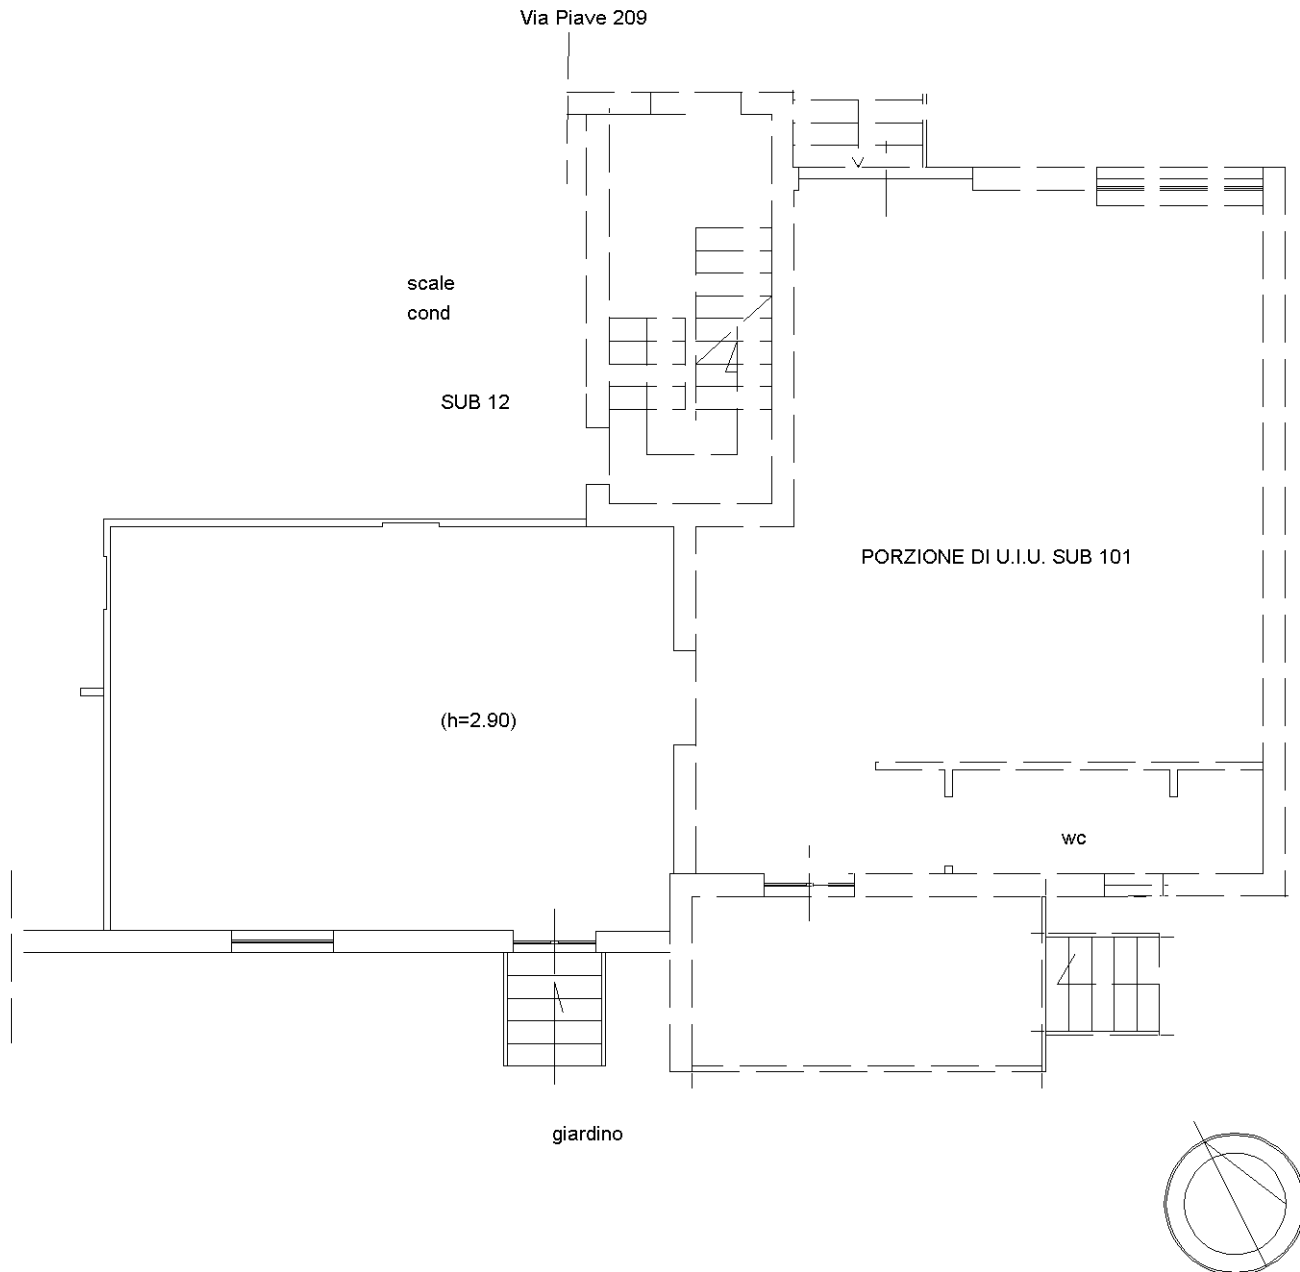 Via Piave 209
scale
cond
SUB 12
PORZIONE DI U.I.U. SUB 101
(h=2.90)
wc
giardino